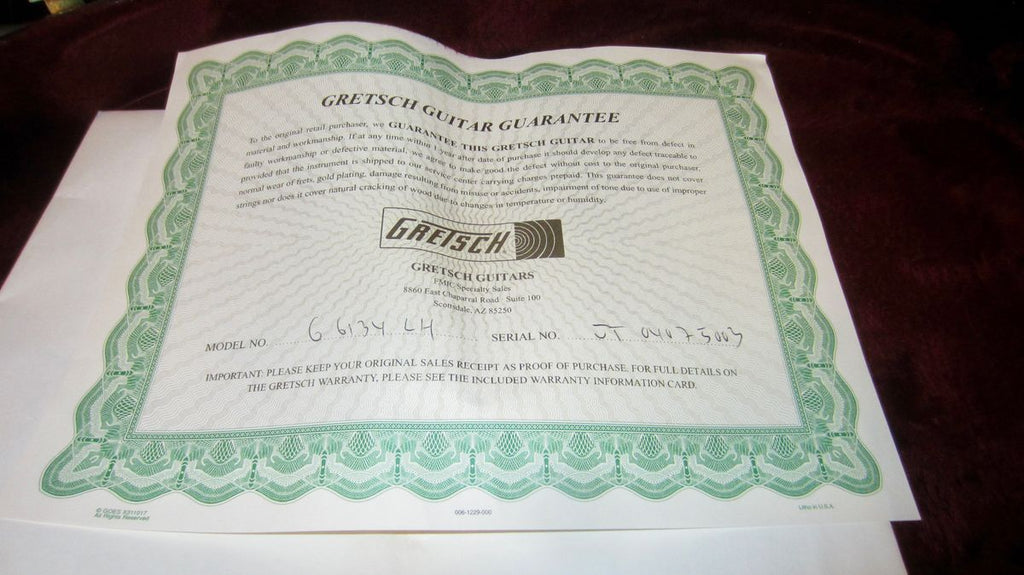 GRETSCH GUITAR GUARANTEE
To the original retail purchaser, we GUARANTEE THIS GRETSCH GUITAR to be free from defect in
material and workmanship. If at any time within 1 year after date of purchase it should develop any defect traceable to
faulty workmanship or defective material, we agree to make good the defect without cost to the original purchaser,
provided that the instrument is shipped to our service center carrying charges prepaid. This guarantee does not cover
normal wear of frets, gold plating, damage resulting from misuse or accidents, impairment of tone due to use of improper
strings nor does it cover natural cracking of wood due to changes in temperature or humidity.
GRETSCH
GRETSCH GUITARS
FMIC Specialty Sales
8860 East Chaparral Road Suite 100
Scottsdale, AZ 85250
MODEL NO. G 6134 LH SERIAL NO. JT 04075003
IMPORTANT: PLEASE KEEP YOUR ORIGINAL SALES RECEIPT AS PROOF OF PURCHASE. FOR FULL DETAILS ON
THE GRETSCH WARRANTY, PLEASE SEE THE INCLUDED WARRANTY INFORMATION CARD.
© GOES 8311917
All Rights Reserved
006-1229-000
Litho in U.S.A.